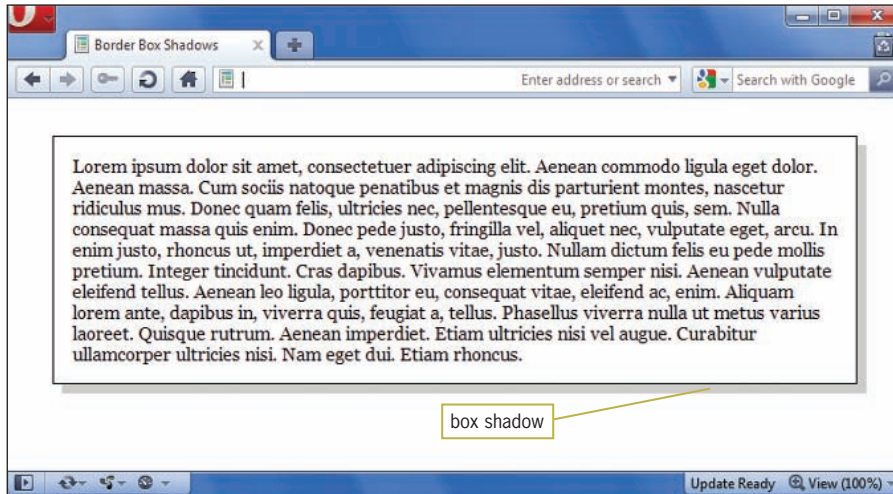 Border Box Shadows
Enter address or search
Search with Google
Lorem ipsum dolor sit amet, consectetuer adipiscing elit. Aenean commodo ligula eget dolor.
Aenean massa. Cum sociis natoque penatibus et magnis dis parturient montes, nascetur
ridiculus mus. Donec quam felis, ultricies nec, pellentesque eu, pretium quis, sem. Nulla
consequat massa quis enim. Donec pede justo, fringilla vel, aliquet nec, vulputate eget, arcu. In
enim justo, rhoncus ut, imperdiet a, venenatis vitae, justo. Nullam dictum felis eu pede mollis
pretium. Integer tincidunt. Cras dapibus. Vivamus elementum semper nisi. Aenean vulputate
eleifend tellus. Aenean leo ligula, porttitor eu, consequat vitae, eleifend ac, enim. Aliquam
lorem ante, dapibus in, viverra quis, feugiat a, tellus. Phasellus viverra nulla ut metus varius
laoreet. Quisque rutrum. Aenean imperdiet. Etiam ultricies nisi vel augue. Curabitur
ullamcorper ultricies nisi. Nam eget dui. Etiam rhoncus.
box shadow
Update Ready View (100%)